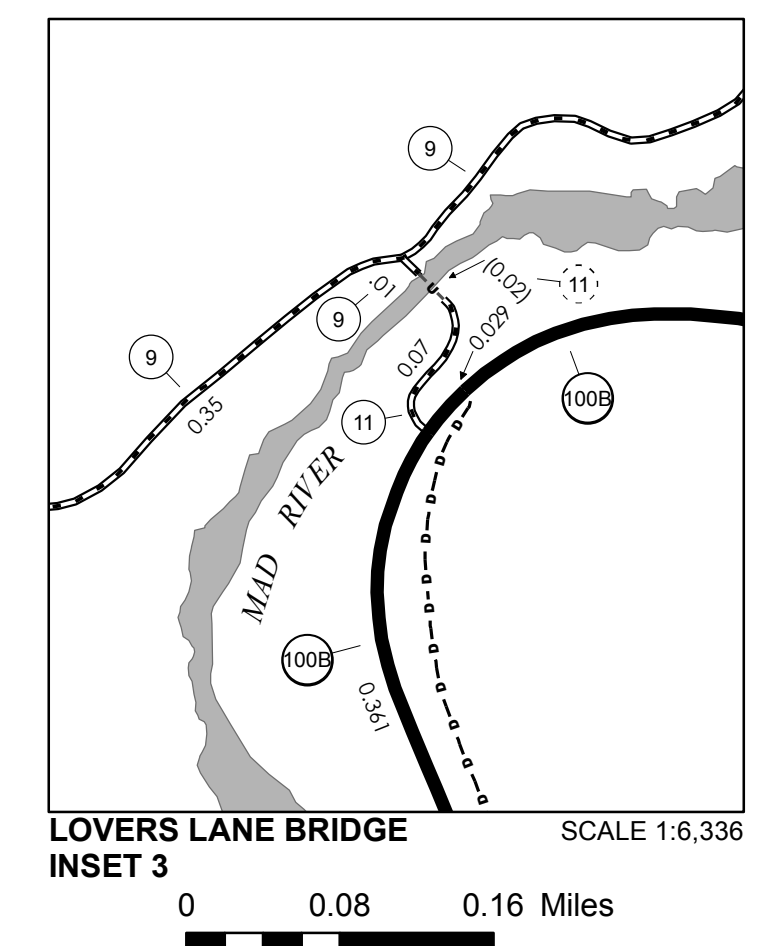 9
9
.01
(0.02)
11
9
0.029
0.07
0.35
11
100B
MAD RIVER
D
D
D
D
D
D
D
D
D
D
D
100B
0.361
LOVERS LANE BRIDGE SCALE 1:6,336
INSET 3
0 0.08 0.16 Miles